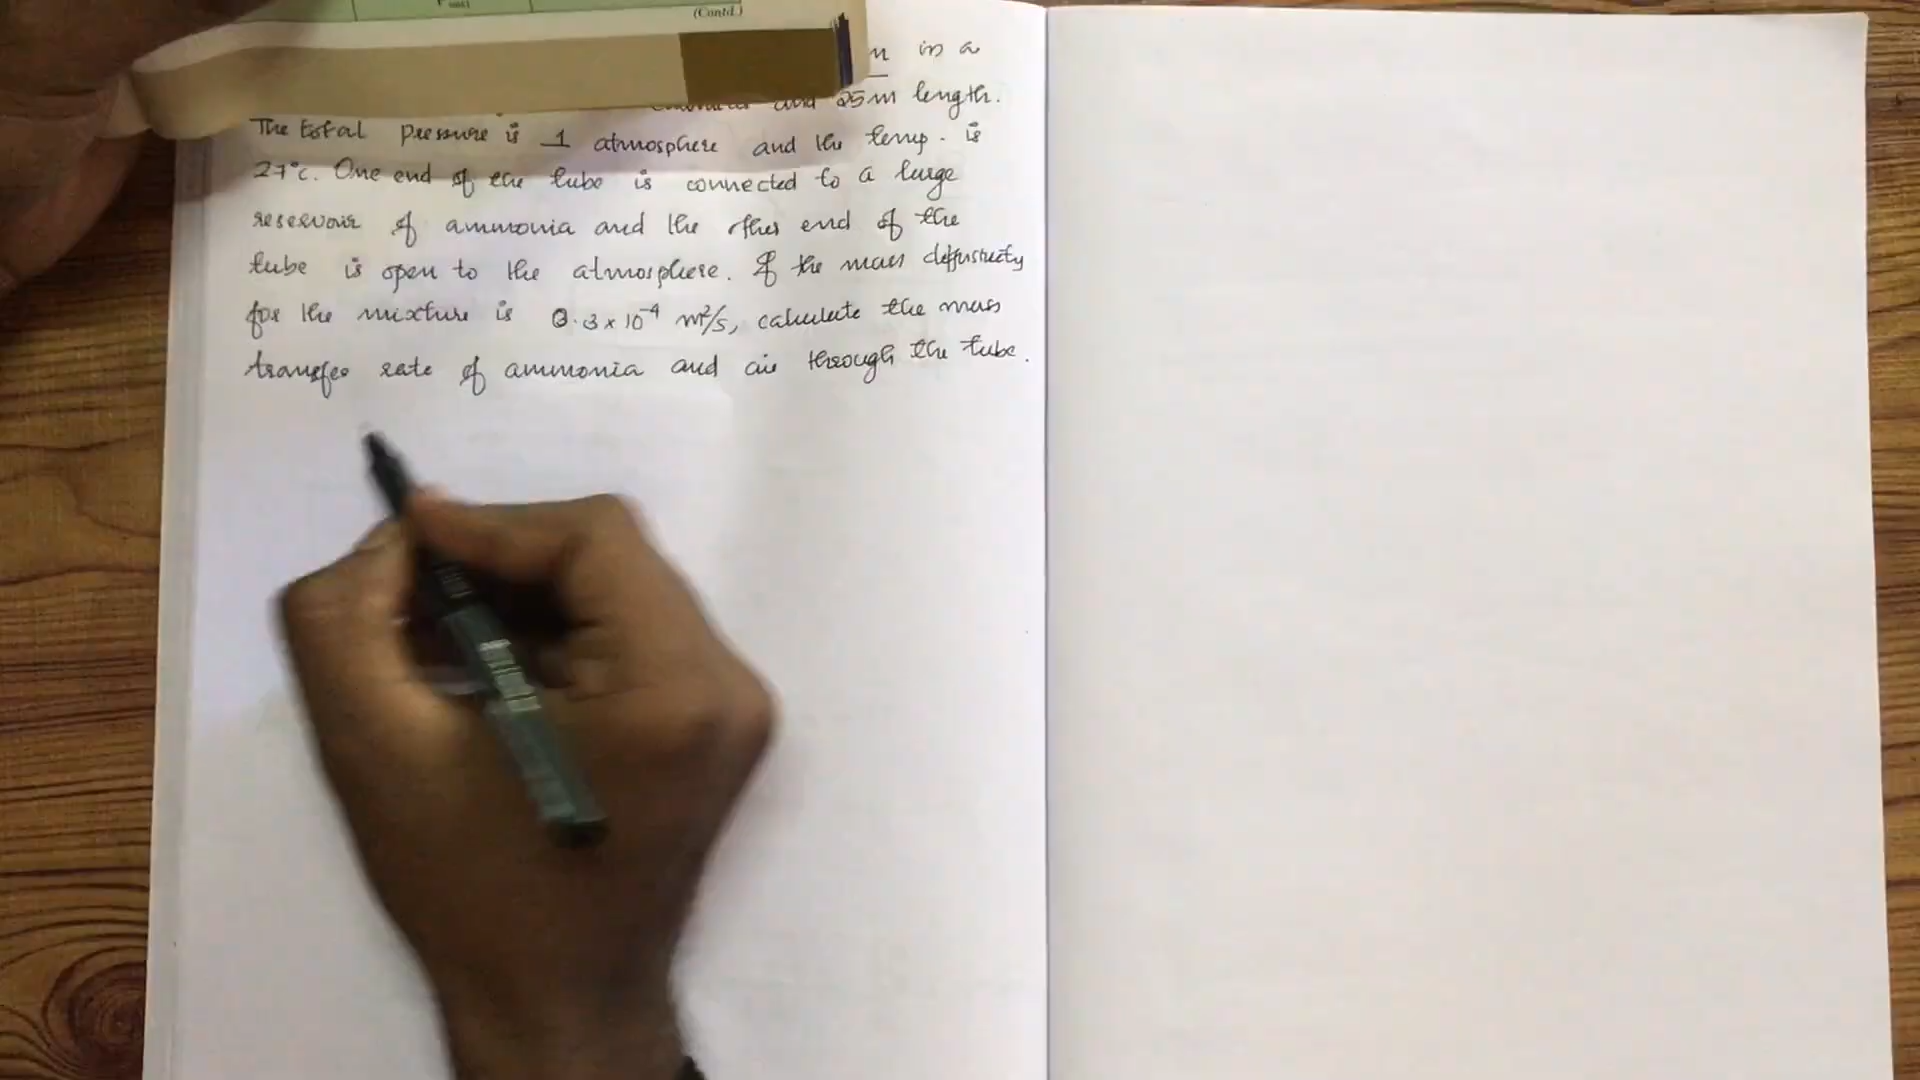 (Contd.)
in a
and 25m length.
The total pressure is 1 atmosphere and the temp. is
27°c. One end of the tube is connected to a large
reservoir of ammonia and the other end of the
tube is open to the atmosphere. If the mass diffusivity
for the mixture is 0.3 x 10⁻⁴ m²/s, calculate the mass
transfer rate of ammonia and air through the tube.